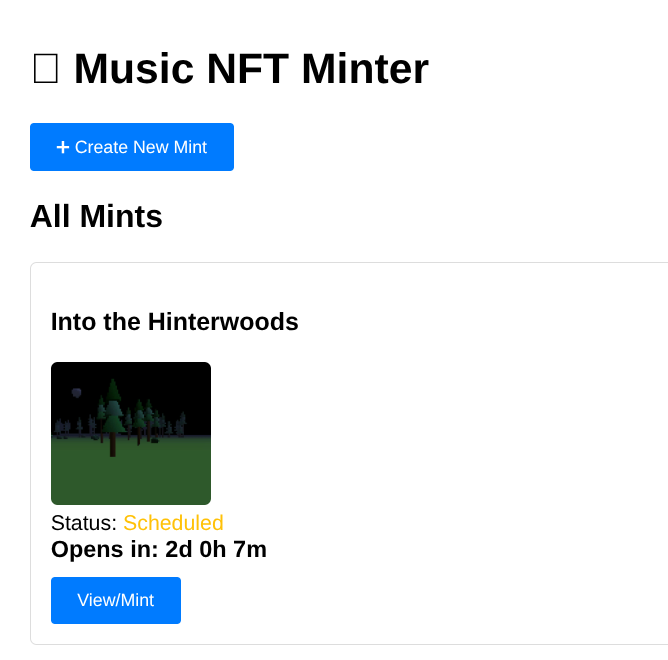 Music NFT Minter
+ Create New Mint
All Mints
Into the Hinterwoods
Status: Scheduled
Opens in: 2d 0h 7m
View/Mint